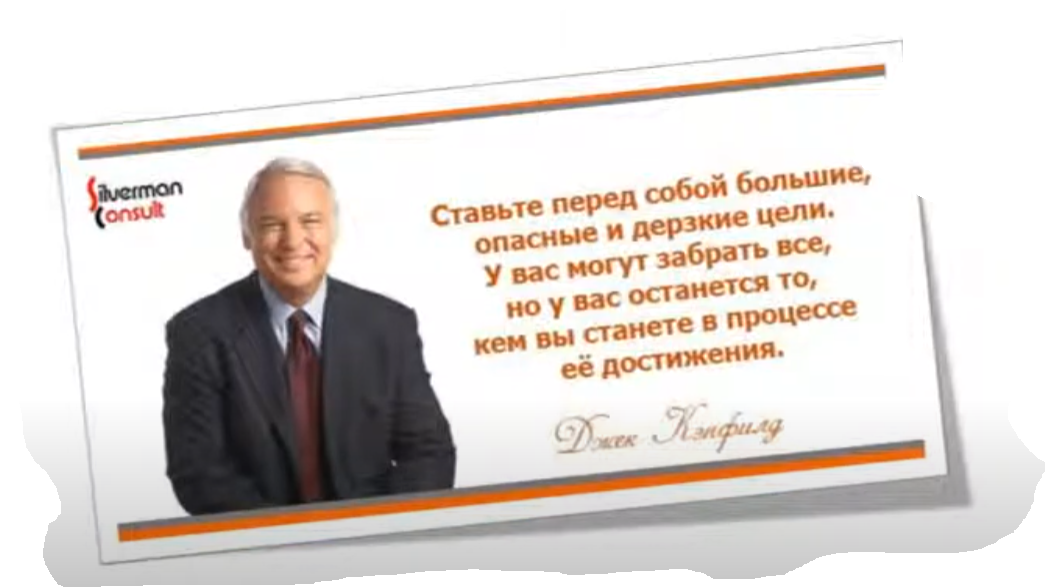 Silverman
Consult
Ставьте перед собой большие,
опасные и дерзкие цели.
У вас могут забрать все,
но у вас останется то,
кем вы станете в процессе
её достижения.
Джек Кэнфилд